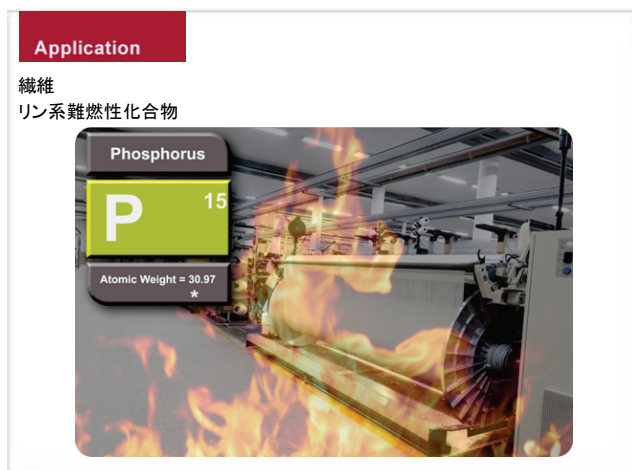 Application
繊維
リン系難燃性化合物
Phosphorus
P 15
Atomic Weight = 30.97
*